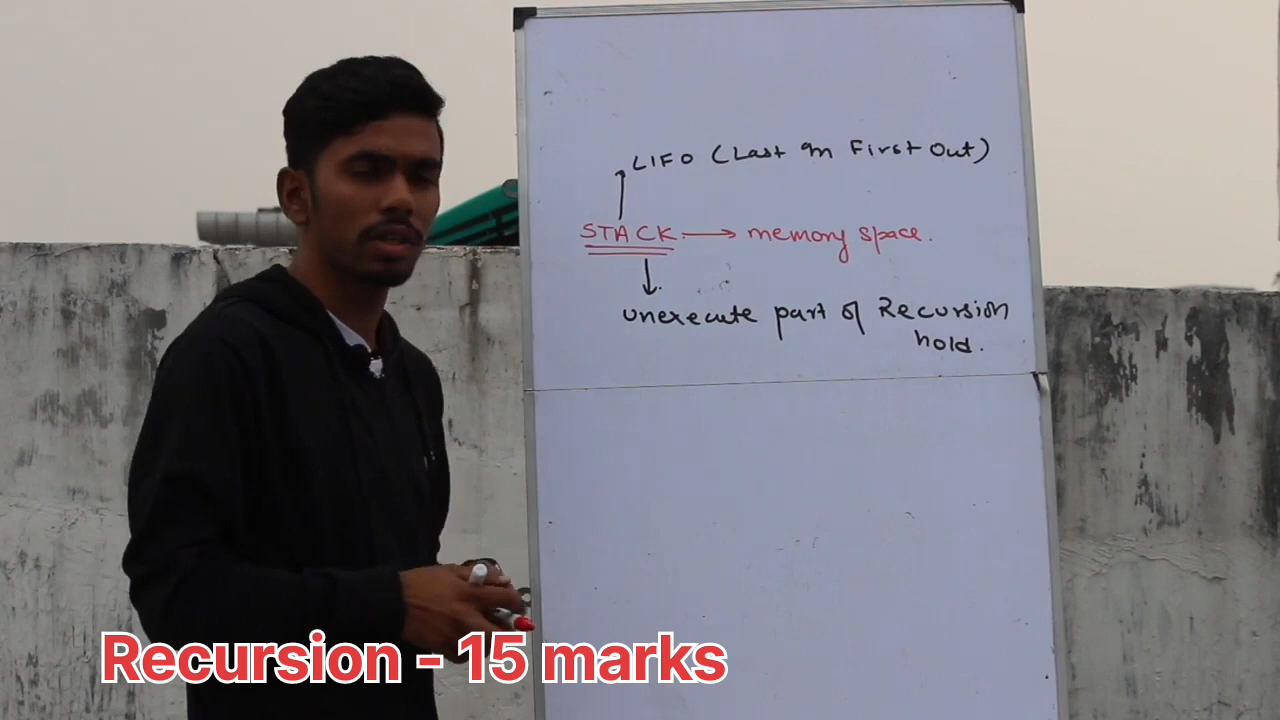 LIFO (Last In First Out)
STACK → memory space.
unexecute part of Recursion
hold.
Recursion - 15 marks